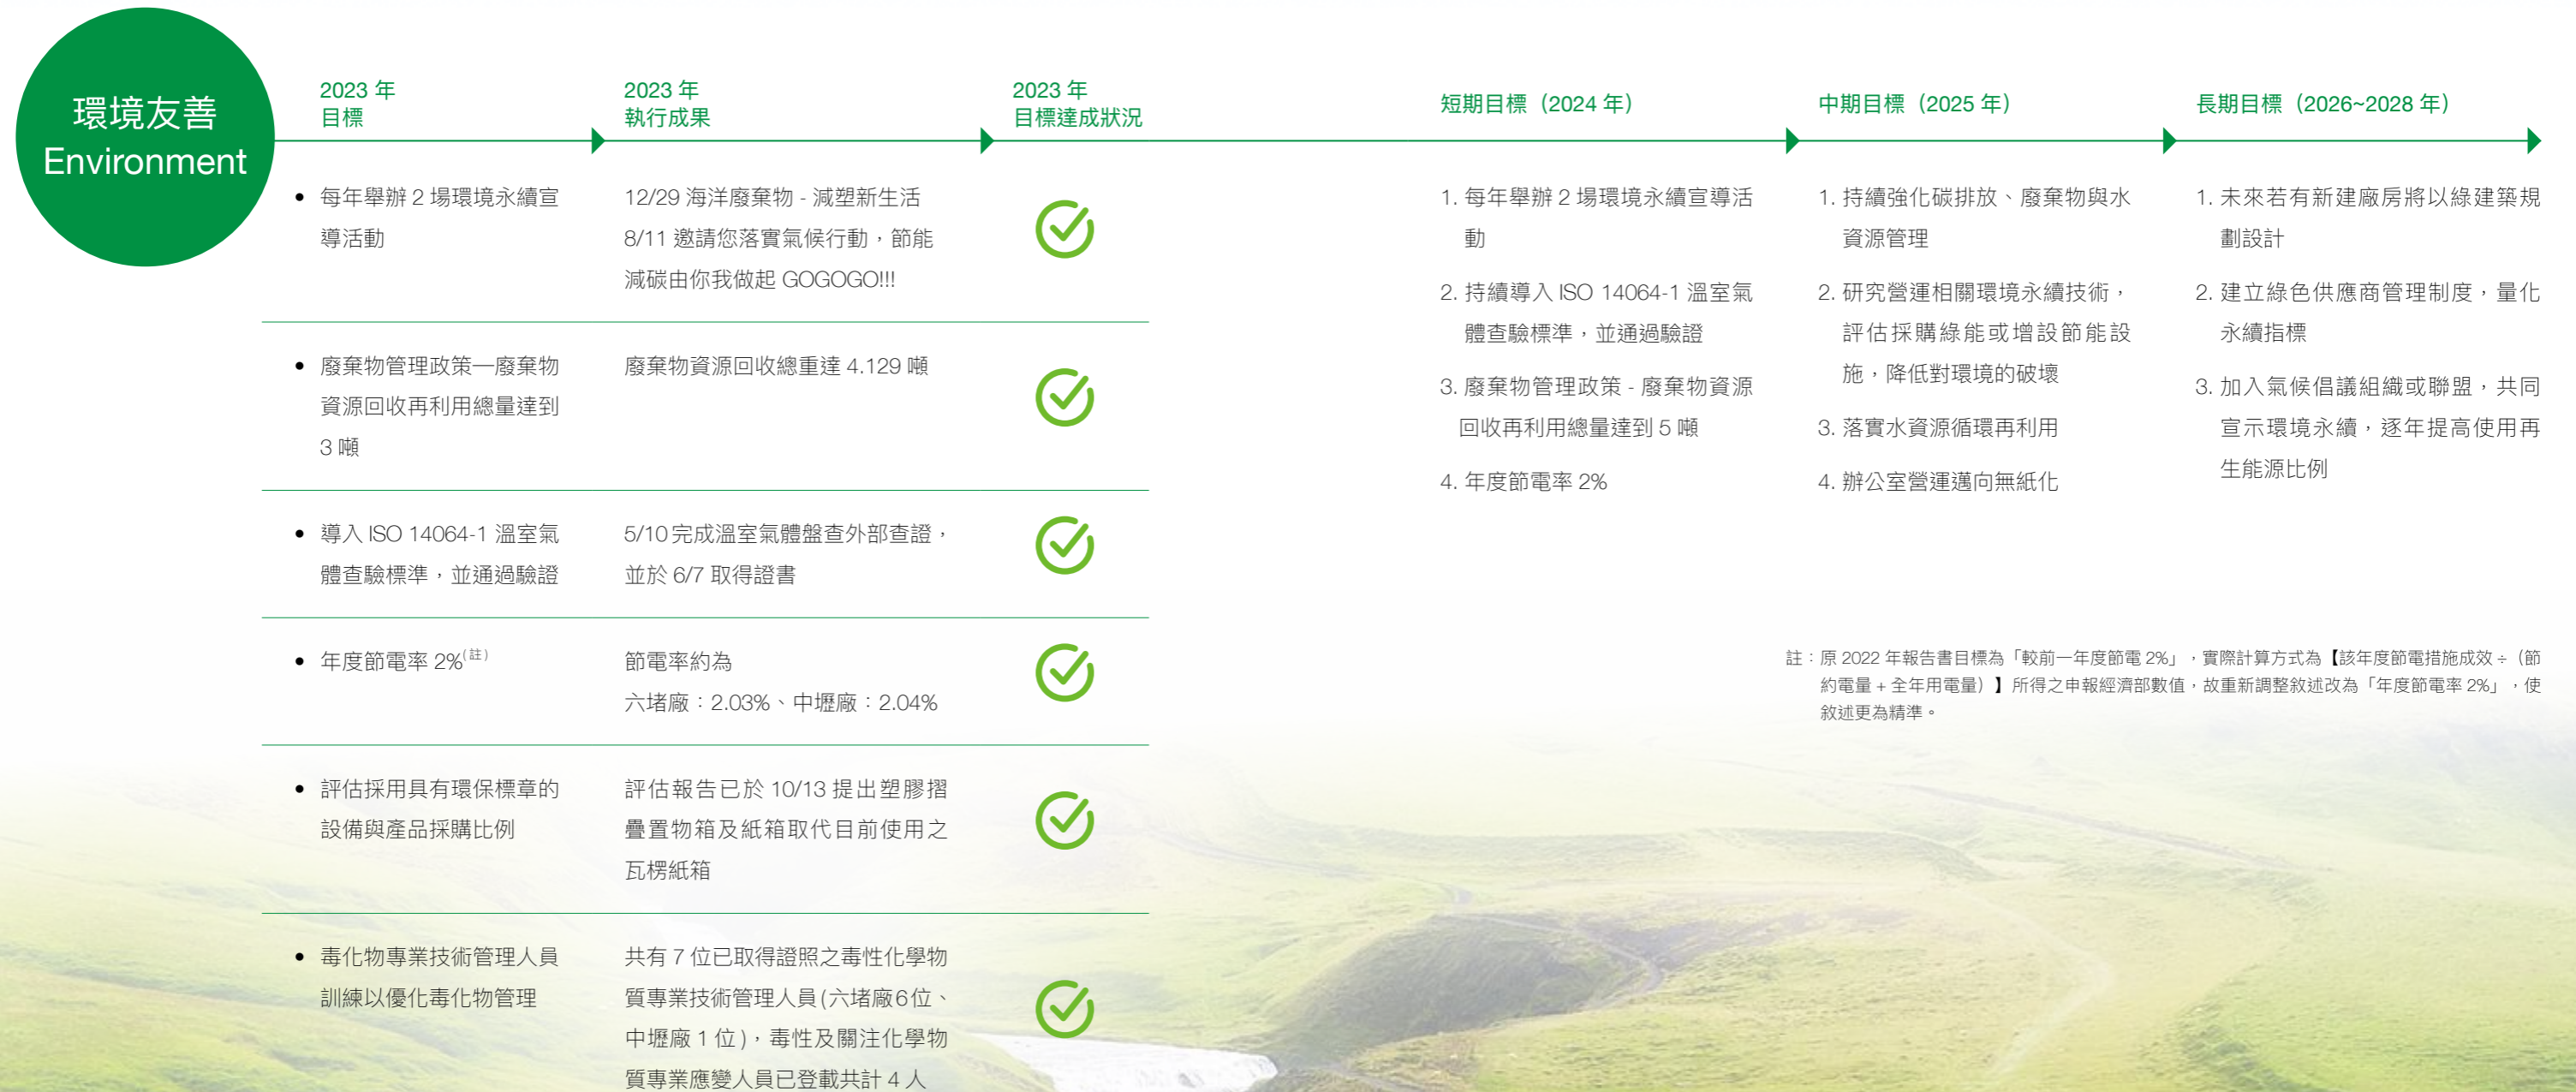 環境友善
Environment
2023 年
目標
2023 年
執行成果
2023 年
目標達成狀況
短期目標（2024 年）
中期目標（2025 年）
長期目標（2026~2028 年）
• 每年舉辦 2 場環境永續宣
導活動
12/29 海洋廢棄物 - 減塑新生活
8/11 邀請您落實氣候行動，節能
減碳由你我做起 GOGOGO!!!
• 廢棄物管理政策—廢棄物
資源回收再利用總量達到
3 噸
廢棄物資源回收總重達 4.129 噸
• 導入 ISO 14064-1 溫室氣
體查驗標準，並通過驗證
5/10 完成溫室氣體盤查外部查證，
並於 6/7 取得證書
• 年度節電率 2%(註)
節電率約為
六堵廠：2.03%、中壢廠：2.04%
• 評估採用具有環保標章的
設備與產品採購比例
評估報告已於 10/13 提出塑膠摺
疊置物箱及紙箱取代目前使用之
瓦楞紙箱
• 毒化物專業技術管理人員
訓練以優化毒化物管理
共有 7 位已取得證照之毒性化學物
質專業技術管理人員(六堵廠6位、
中壢廠 1 位)，毒性及關注化學物
質專業應變人員已登載共計 4 人
1. 每年舉辦 2 場環境永續宣導活
動
2. 持續導入 ISO 14064-1 溫室氣
體查驗標準，並通過驗證
3. 廢棄物管理政策 - 廢棄物資源
回收再利用總量達到 5 噸
4. 年度節電率 2%
1. 持續強化碳排放、廢棄物與水
資源管理
2. 研究營運相關環境永續技術，
評估採購綠能或增設節能設
施，降低對環境的破壞
3. 落實水資源循環再利用
4. 辦公室營運邁向無紙化
1. 未來若有新建廠房將以綠建築規
劃設計
2. 建立綠色供應商管理制度，量化
永續指標
3. 加入氣候倡議組織或聯盟，共同
宣示環境永續，逐年提高使用再
生能源比例
註：原 2022 年報告書目標為「較前一年度節電 2%」，實際計算方式為【該年度節電措施成效 ÷（節
約電量 + 全年用電量）】所得之申報經濟部數值，故重新調整敘述改為「年度節電率 2%」，使
敘述更為精準。